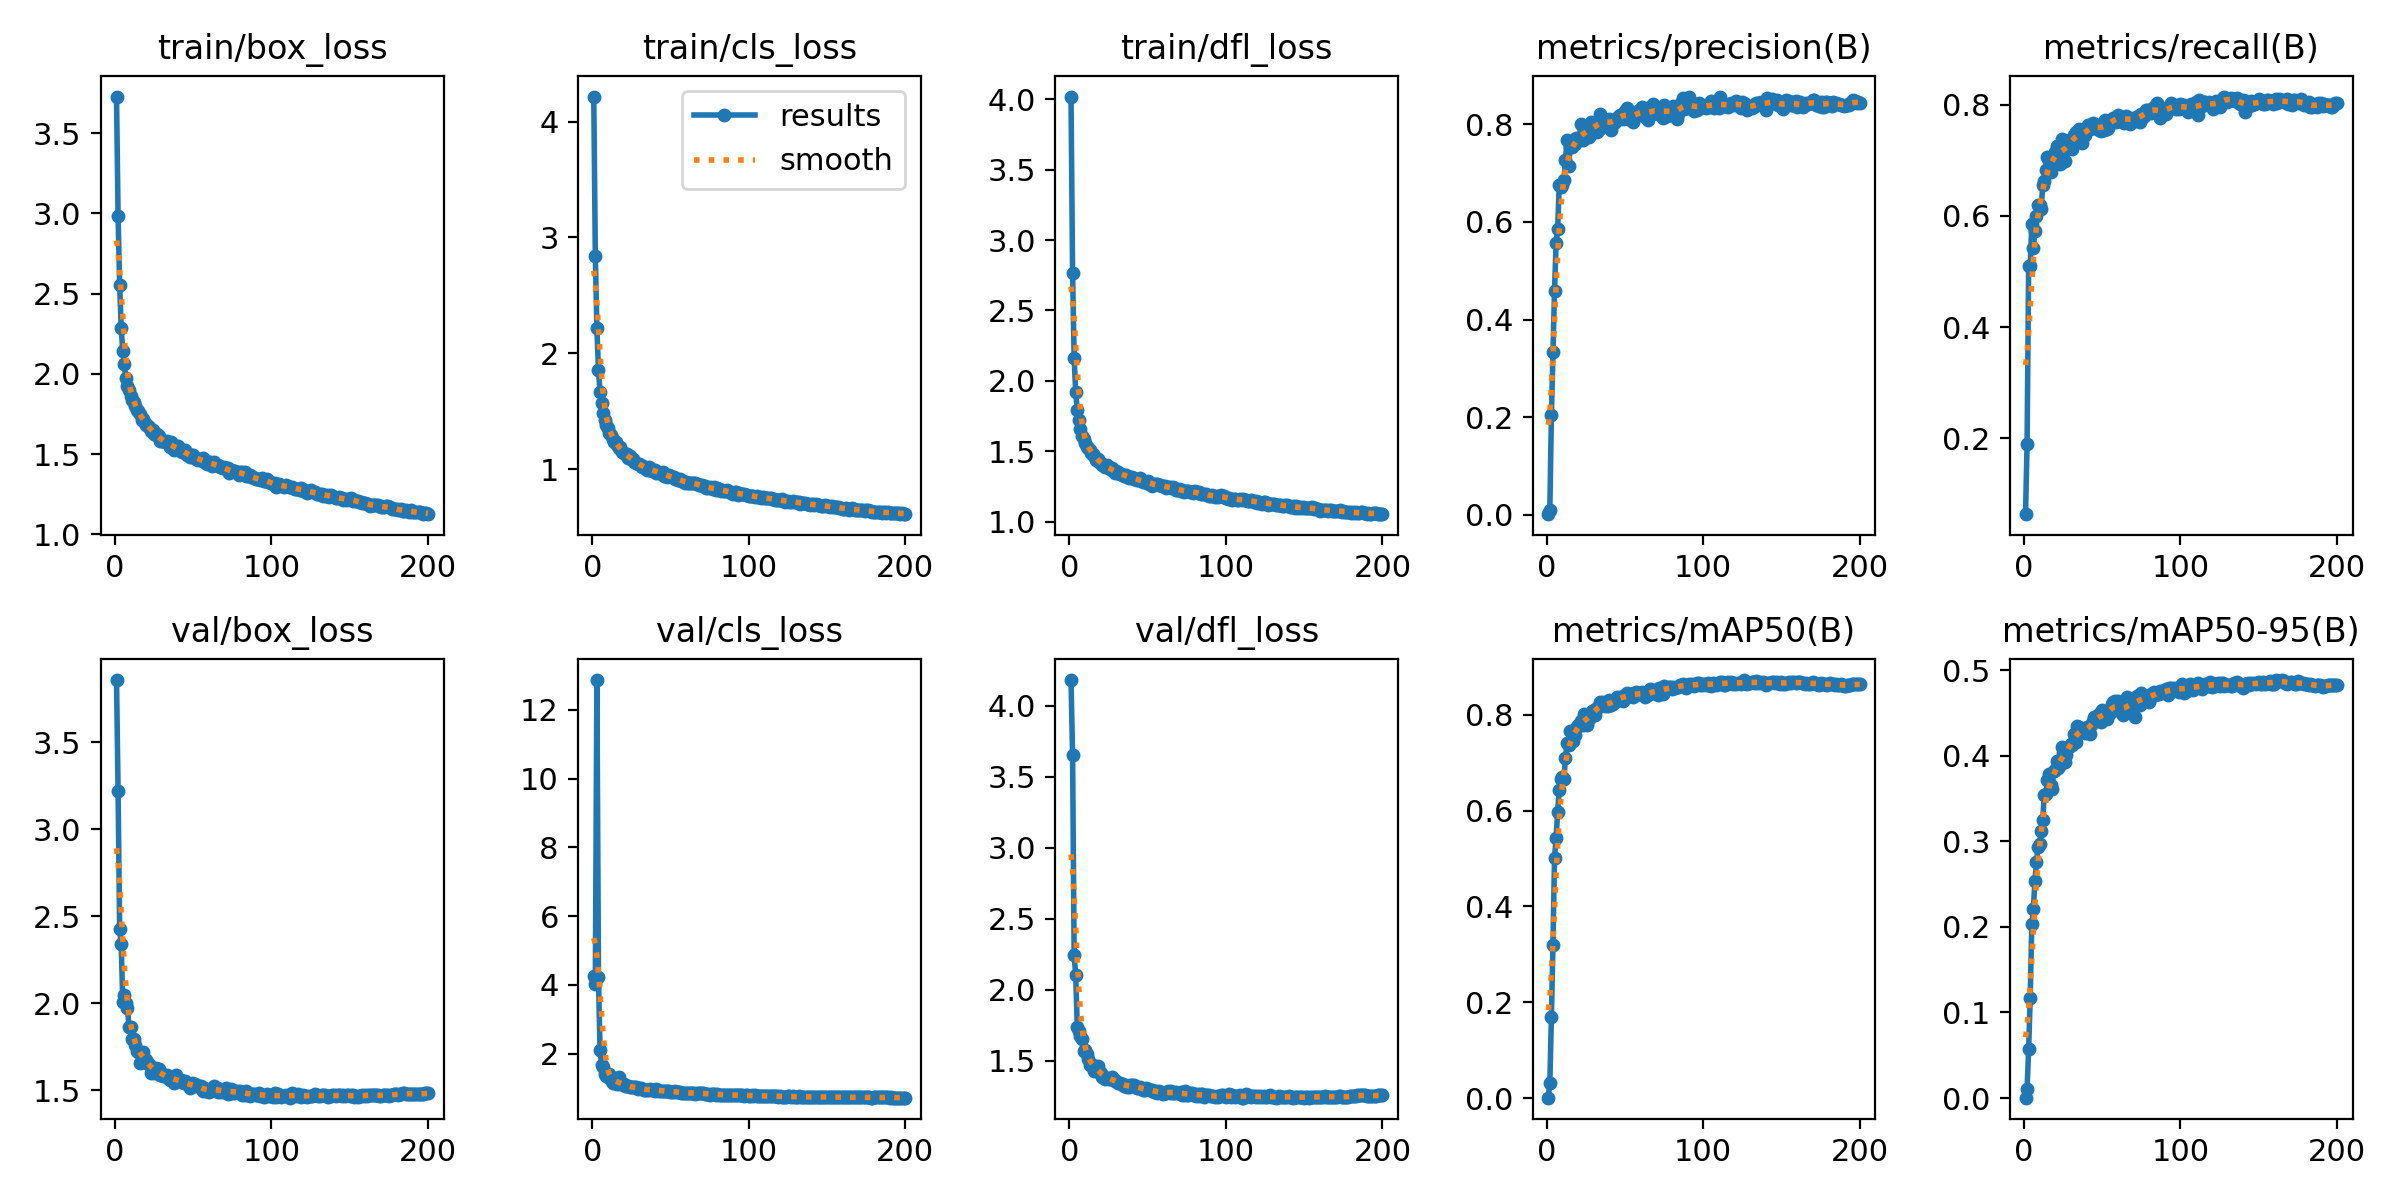 train/box_loss
3.5
3.0
2.5
2.0
1.5
1.0
0 100 200
train/cls_loss
results
smooth
4
3
2
1
0 100 200
train/dfl_loss
4.0
3.5
3.0
2.5
2.0
1.5
1.0
0 100 200
metrics/precision(B)
0.8
0.6
0.4
0.2
0.0
0 100 200
metrics/recall(B)
0.8
0.6
0.4
0.2
0 100 200
val/box_loss
3.5
3.0
2.5
2.0
1.5
0 100 200
val/cls_loss
12
10
8
6
4
2
0 100 200
val/dfl_loss
4.0
3.5
3.0
2.5
2.0
1.5
0 100 200
metrics/mAP50(B)
0.8
0.6
0.4
0.2
0.0
0 100 200
metrics/mAP50-95(B)
0.5
0.4
0.3
0.2
0.1
0.0
0 100 200